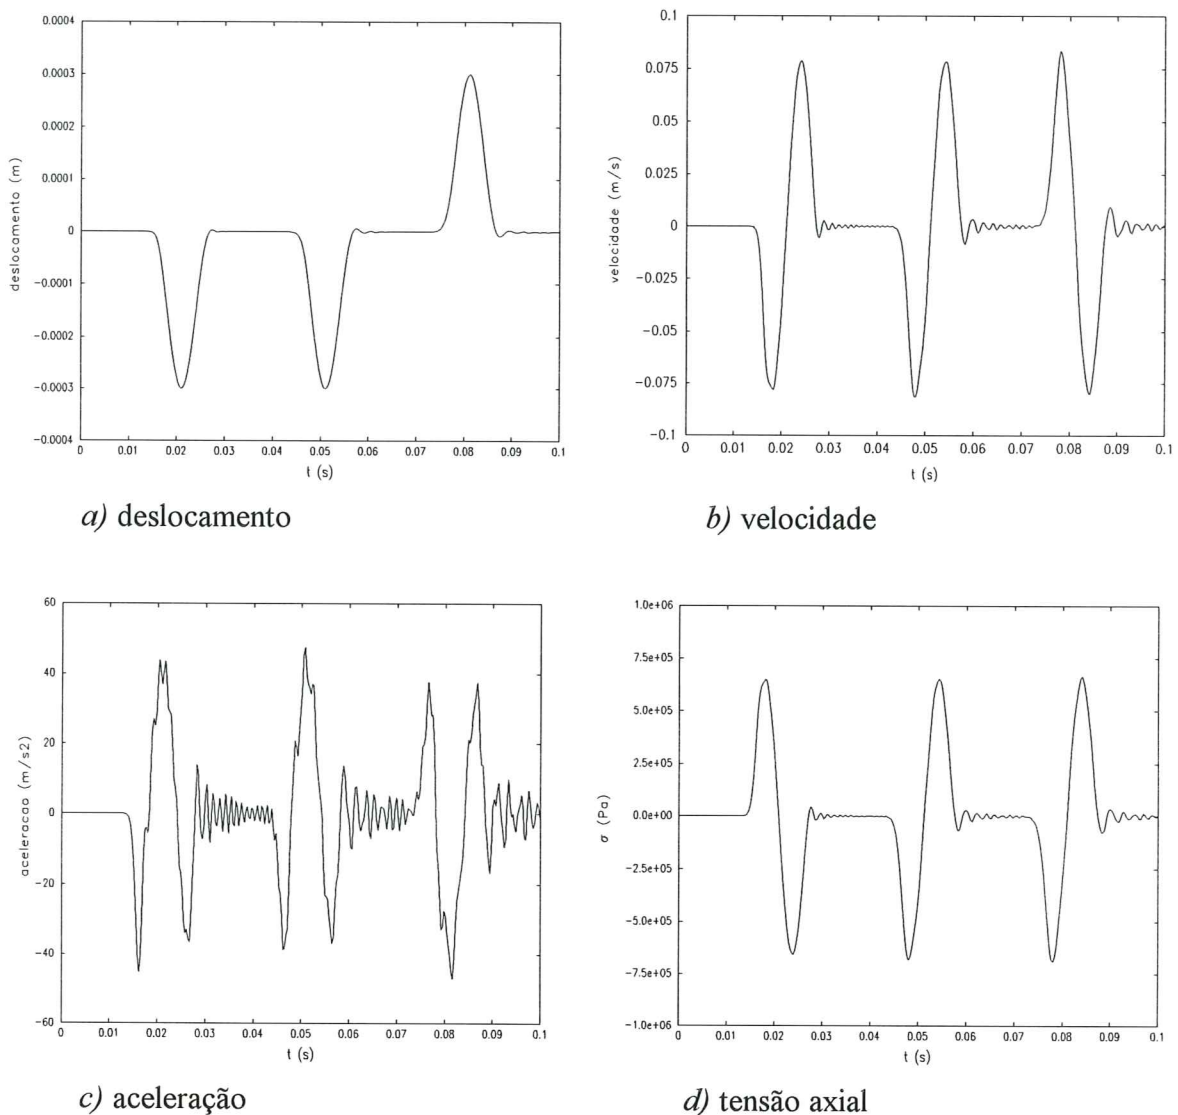 0.0004
0.0003
0.0002
0.0001
0
−0.0001
−0.0002
−0.0003
−0.0004
deslocamento (m)
0 0.01 0.02 0.03 0.04 0.05 0.06 0.07 0.08 0.09 0.1
t (s)
a) deslocamento
0.1
0.075
0.05
0.025
0
−0.025
−0.05
−0.075
−0.1
velocidade (m/s)
0 0.01 0.02 0.03 0.04 0.05 0.06 0.07 0.08 0.09 0.1
t (s)
b) velocidade
60
40
20
0
−20
−40
−60
aceleracao (m/s2)
0 0.01 0.02 0.03 0.04 0.05 0.06 0.07 0.08 0.09 0.1
t (s)
c) aceleração
1.0e+06
7.5e+05
5.0e+05
2.5e+05
0.0e+00
−2.5e+05
−5.0e+05
−7.5e+05
−1.0e+06
σ (Pa)
0 0.01 0.02 0.03 0.04 0.05 0.06 0.07 0.08 0.09 0.1
t (s)
d) tensão axial